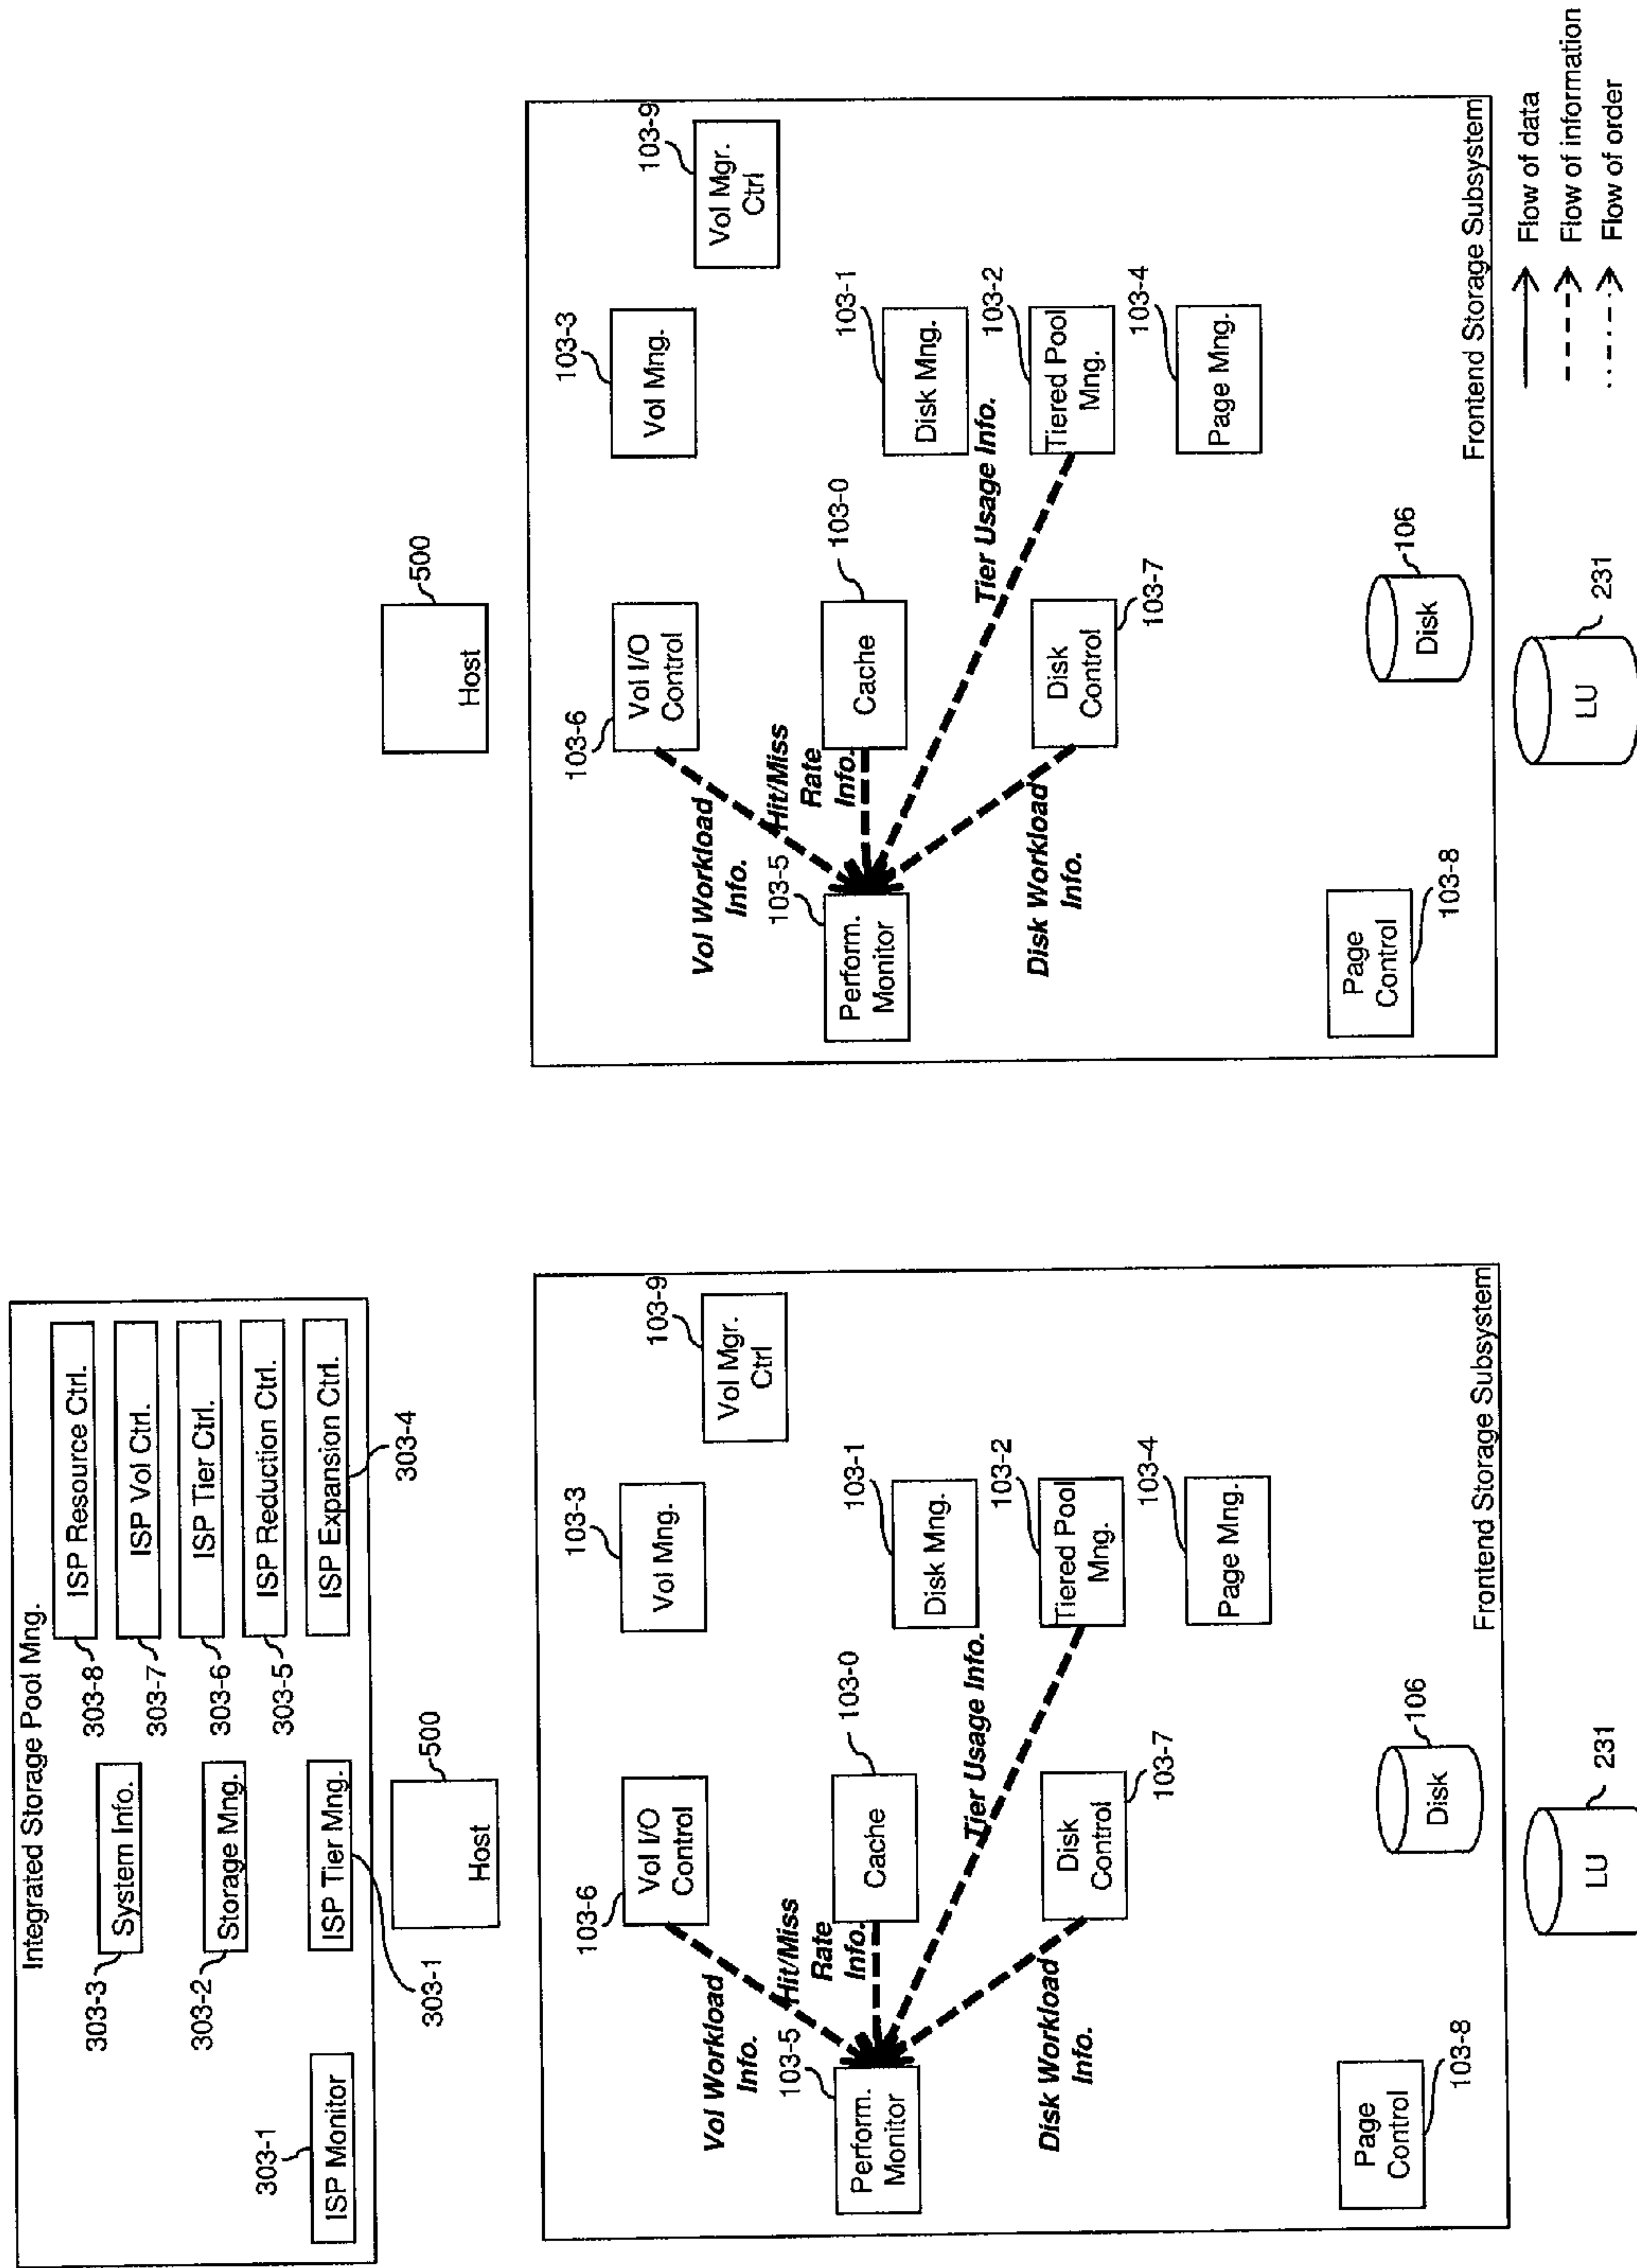 Integrated Storage Pool Mng.
303-1
ISP Monitor
303-3
System Info.
303-2
Storage Mng.
ISP Tier Mng.
303-1
303-8
ISP Resource Ctrl.
303-7
ISP Vol Ctrl.
303-6
ISP Tier Ctrl.
303-5
ISP Reduction Ctrl.
ISP Expansion Ctrl.
303-4
500
Host
103-6
Vol I/O
Control
103-3
Vol Mng.
103-9
Vol Mgr.
Ctrl
Vol Workload
Info.
Hit/Miss
Rate
Info.
103-5
Perform.
Monitor
103-0
Cache
103-1
Disk Mng.
Tier Usage Info.
103-2
Tiered Pool
Mng.
Disk Workload
Info.
Disk
Control
103-7
103-4
Page Mng.
Page
Control
103-8
106
Disk
Frontend Storage Subsystem
231
LU
500
Host
103-6
Vol I/O
Control
103-3
Vol Mng.
103-9
Vol Mgr.
Ctrl
Vol Workload
Info.
Hit/Miss
Rate
Info.
103-5
Perform.
Monitor
103-0
Cache
103-1
Disk Mng.
Tier Usage Info.
103-2
Tiered Pool
Mng.
Disk Workload
Info.
Disk
Control
103-7
103-4
Page Mng.
Page
Control
103-8
106
Disk
Frontend Storage Subsystem
231
LU
Flow of data
Flow of information
Flow of order